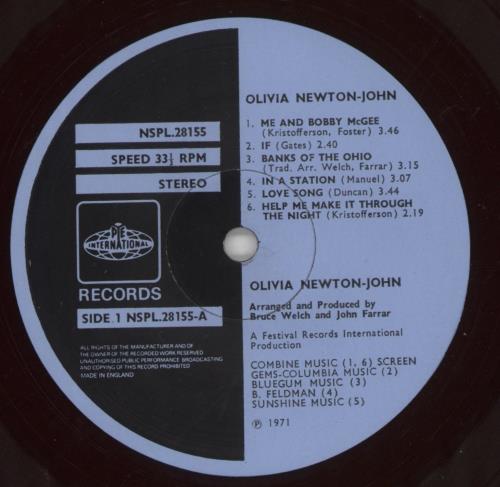 NSPL.28155
SPEED 33⅓ RPM
STEREO
PYE
INTERNATIONAL
RECORDS
SIDE 1 NSPL.28155-A
ALL RIGHTS OF THE MANUFACTURER AND OF
THE OWNER OF THE RECORDED WORK RESERVED
UNAUTHORISED PUBLIC PERFORMANCE BROADCASTING
AND COPYING OF THIS RECORD PROHIBITED
MADE IN ENGLAND
OLIVIA NEWTON-JOHN
1. ME AND BOBBY McGEE
(Kristofferson, Foster) 3.46
2. IF (Gates) 2.40
3. BANKS OF THE OHIO
(Trad. Arr. Welch, Farrar) 3.15
4. IN A STATION (Manuel) 3.07
5. LOVE SONG (Duncan) 3.44
6. HELP ME MAKE IT THROUGH
THE NIGHT (Kristofferson) 2.19
OLIVIA NEWTON-JOHN
Arranged and Produced by
Bruce Welch and John Farrar
A Festival Records International
Production
COMBINE MUSIC (1, 6) SCREEN
GEMS-COLUMBIA MUSIC (2)
BLUEGUM MUSIC (3)
B. FELDMAN (4)
SUNSHINE MUSIC (5)
℗ 1971